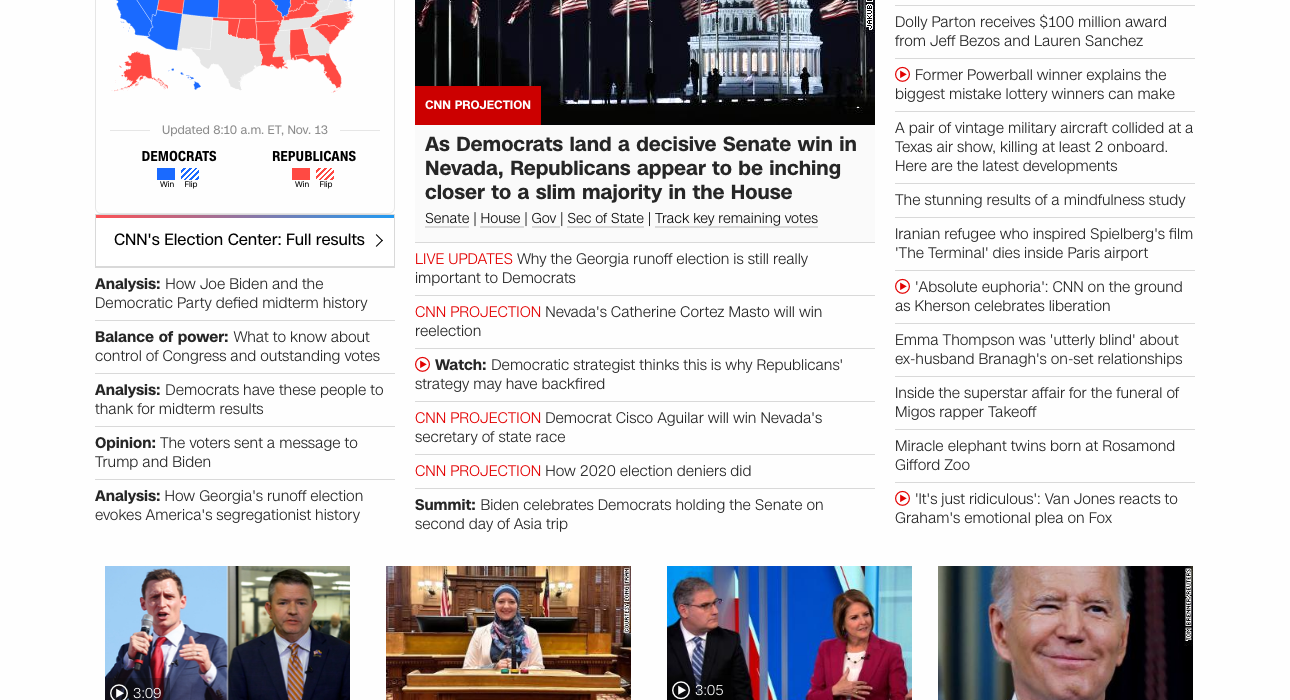 Updated 8:10 a.m. ET, Nov. 13
DEMOCRATS
REPUBLICANS
Win
Flip
Win
Flip
CNN's Election Center: Full results
Analysis: How Joe Biden and the
Democratic Party defied midterm history
Balance of power: What to know about
control of Congress and outstanding votes
Analysis: Democrats have these people to
thank for midterm results
Opinion: The voters sent a message to
Trump and Biden
Analysis: How Georgia's runoff election
evokes America's segregationist history
CNN PROJECTION
As Democrats land a decisive Senate win in
Nevada, Republicans appear to be inching
closer to a slim majority in the House
Senate | House | Gov | Sec of State | Track key remaining votes
LIVE UPDATES Why the Georgia runoff election is still really
important to Democrats
CNN PROJECTION Nevada's Catherine Cortez Masto will win
reelection
Watch: Democratic strategist thinks this is why Republicans'
strategy may have backfired
CNN PROJECTION Democrat Cisco Aguilar will win Nevada's
secretary of state race
CNN PROJECTION How 2020 election deniers did
Summit: Biden celebrates Democrats holding the Senate on
second day of Asia trip
Dolly Parton receives $100 million award
from Jeff Bezos and Lauren Sanchez
Former Powerball winner explains the
biggest mistake lottery winners can make
A pair of vintage military aircraft collided at a
Texas air show, killing at least 2 onboard.
Here are the latest developments
The stunning results of a mindfulness study
Iranian refugee who inspired Spielberg's film
'The Terminal' dies inside Paris airport
'Absolute euphoria': CNN on the ground
as Kherson celebrates liberation
Emma Thompson was 'utterly blind' about
ex-husband Branagh's on-set relationships
Inside the superstar affair for the funeral of
Migos rapper Takeoff
Miracle elephant twins born at Rosamond
Gifford Zoo
'It's just ridiculous': Van Jones reacts to
Graham's emotional plea on Fox
3:09
COURTESY
3:05
TOM BRENNER/REUTERS